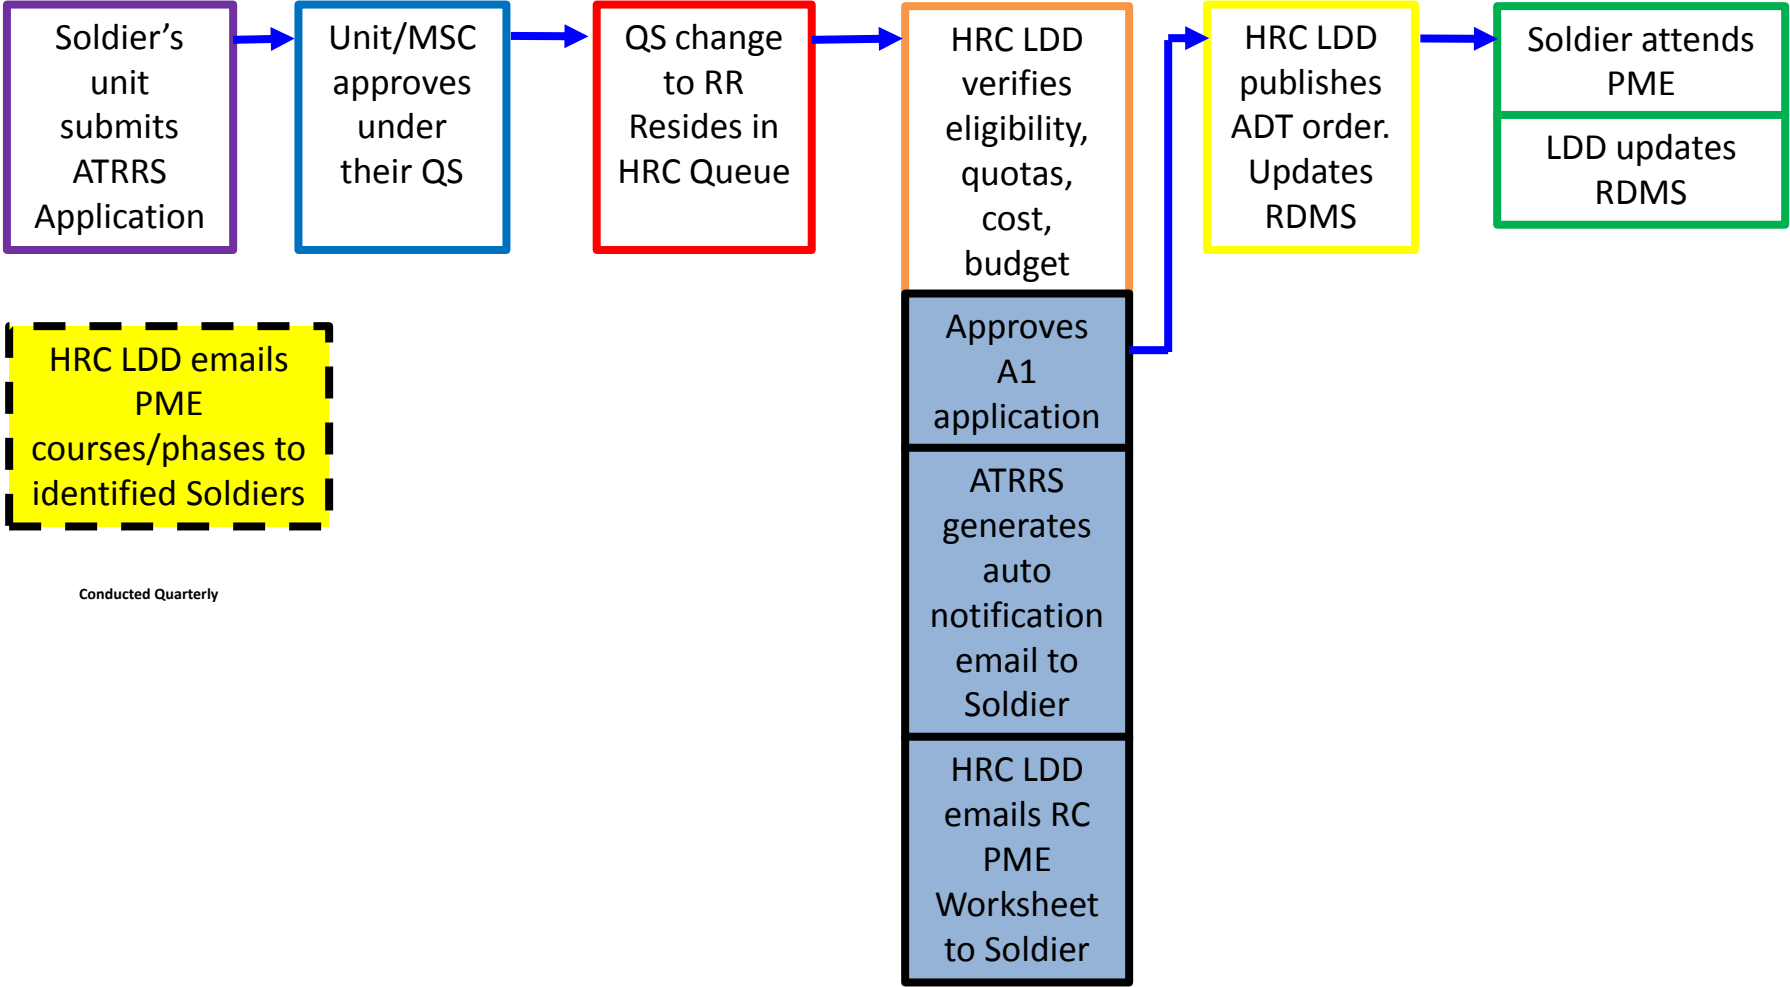 Soldier's
unit
submits
ATRRS
Application
Unit/MSC
approves
under
their QS
QS change
to RR
Resides in
HRC Queue
HRC LDD
verifies
eligibility,
quotas,
cost,
budget
Approves
A1
application
ATRRS
generates
auto
notification
email to
Soldier
HRC LDD
emails RC
PME
Worksheet
to Soldier
HRC LDD
publishes
ADT order.
Updates
RDMS
Soldier attends
PME
LDD updates
RDMS
HRC LDD emails
PME
courses/phases to
identified Soldiers
Conducted Quarterly